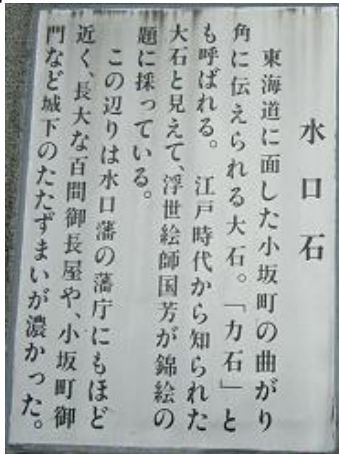 水口石
東海道に面した小坂町の曲がり
角に伝えられる大石。「力石」と
も呼ばれる。江戸時代から知られた
大石と見えて、浮世絵師国芳が錦絵の
題に採っている。
この辺りは水口藩の藩庁にもほど
近く、長大な百間御長屋や、小坂町御
門など城下のたたずまいが濃かった。